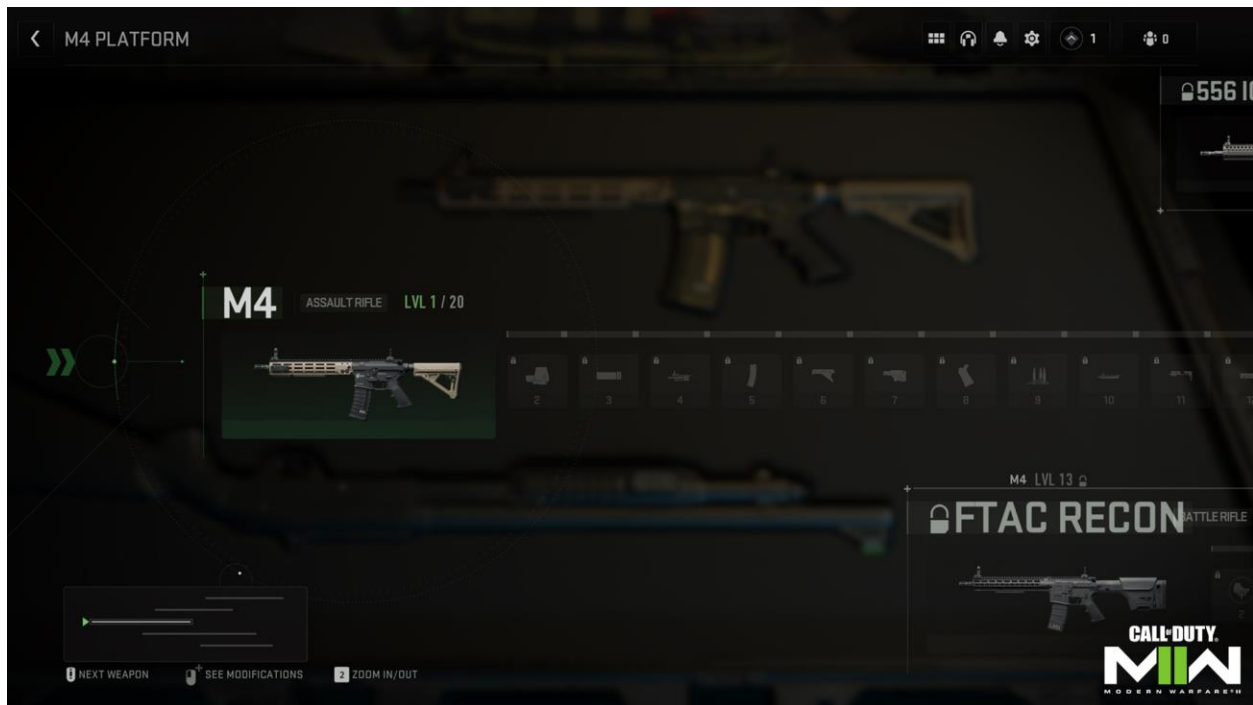 M4 PLATFORM
1
0
556 I
M4
ASSAULT RIFLE
LVL 1 / 20
2
3
4
5
6
7
8
9
10
11
M4 LVL 13
FTAC RECON
BATTLE RIFLE
2
NEXT WEAPON
SEE MODIFICATIONS
2 ZOOM IN/OUT
CALL OF DUTY
MWII
MODERN WARFARE II